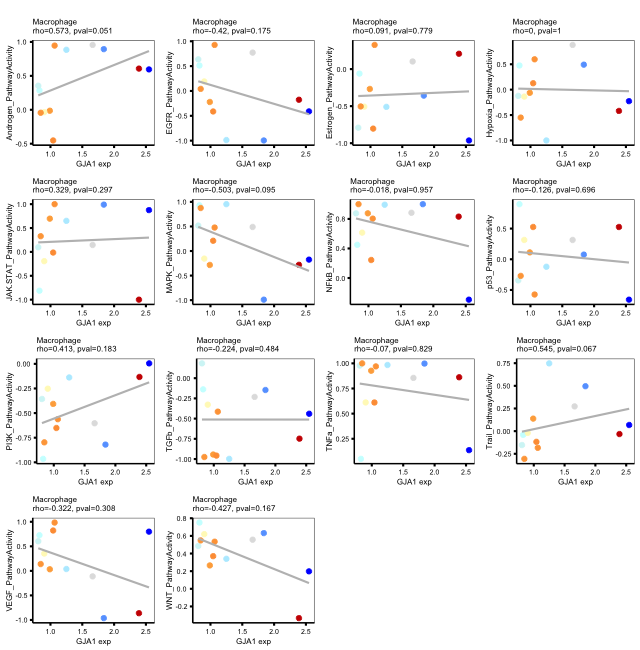 Macrophage
rho=0.573, pval=0.051
Androgen_PathwayActivity
1.0
0.5
0.0
-0.5
1.0 1.5 2.0 2.5
GJA1 exp
Macrophage
rho=-0.42, pval=0.175
EGFR_PathwayActivity
1.0
0.5
0.0
-0.5
-1.0
1.0 1.5 2.0 2.5
GJA1 exp
Macrophage
rho=0.091, pval=0.779
Estrogen_PathwayActivity
0.0
-0.5
-1.0
1.0 1.5 2.0 2.5
GJA1 exp
Macrophage
rho=0, pval=1
Hypoxia_PathwayActivity
1.0
0.5
0.0
-0.5
-1.0
1.0 1.5 2.0 2.5
GJA1 exp
Macrophage
rho=0.329, pval=0.297
JAK.STAT_PathwayActivity
1.0
0.5
0.0
-0.5
-1.0
1.0 1.5 2.0 2.5
GJA1 exp
Macrophage
rho=-0.503, pval=0.095
MAPK_PathwayActivity
1.0
0.5
0.0
-0.5
-1.0
1.0 1.5 2.0 2.5
GJA1 exp
Macrophage
rho=-0.018, pval=0.957
NFkB_PathwayActivity
1.0
0.5
0.0
1.0 1.5 2.0 2.5
GJA1 exp
Macrophage
rho=-0.126, pval=0.696
p53_PathwayActivity
0.5
0.0
-0.5
1.0 1.5 2.0 2.5
GJA1 exp
Macrophage
rho=0.413, pval=0.183
PI3K_PathwayActivity
0.0
-0.5
-1.0
1.0 1.5 2.0 2.5
GJA1 exp
Macrophage
rho=-0.224, pval=0.484
TGFb_PathwayActivity
0.00
-0.25
-0.50
-0.75
-1.00
1.0 1.5 2.0 2.5
GJA1 exp
Macrophage
rho=-0.07, pval=0.829
TNFa_PathwayActivity
1.00
0.75
0.50
0.25
1.0 1.5 2.0 2.5
GJA1 exp
Macrophage
rho=0.545, pval=0.067
Trail_PathwayActivity
0.75
0.50
0.25
0.00
-0.25
1.0 1.5 2.0 2.5
GJA1 exp
Macrophage
rho=-0.322, pval=0.308
VEGF_PathwayActivity
1.0
0.5
0.0
-0.5
-1.0
1.0 1.5 2.0 2.5
GJA1 exp
Macrophage
rho=-0.427, pval=0.167
WNT_PathwayActivity
0.8
0.6
0.4
0.2
0.0
-0.2
1.0 1.5 2.0 2.5
GJA1 exp